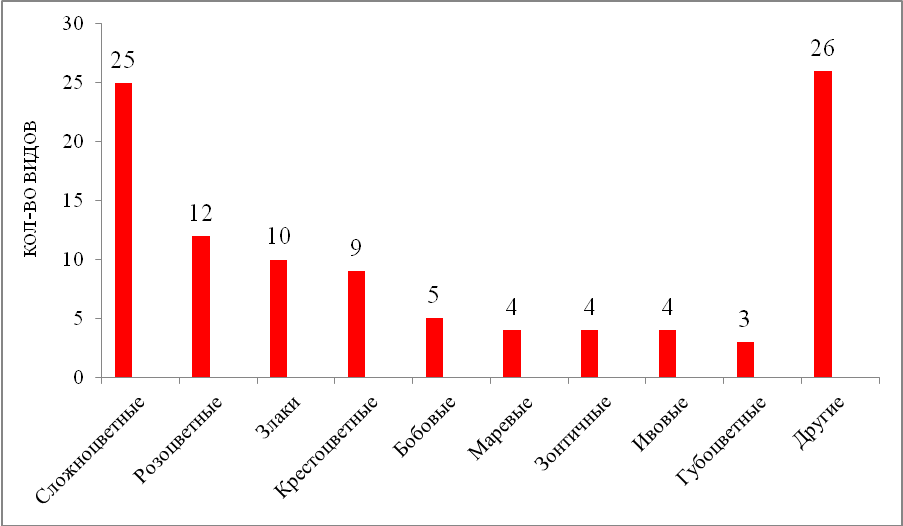 КОЛ-ВО ВИДОВ
30
25
20
15
10
5
0
25
12
10
9
5
4
4
4
3
26
Сложноцветные
Розоцветные
Злаки
Крестоцветные
Бобовые
Маревые
Зонтичные
Ивовые
Губоцветные
Другие